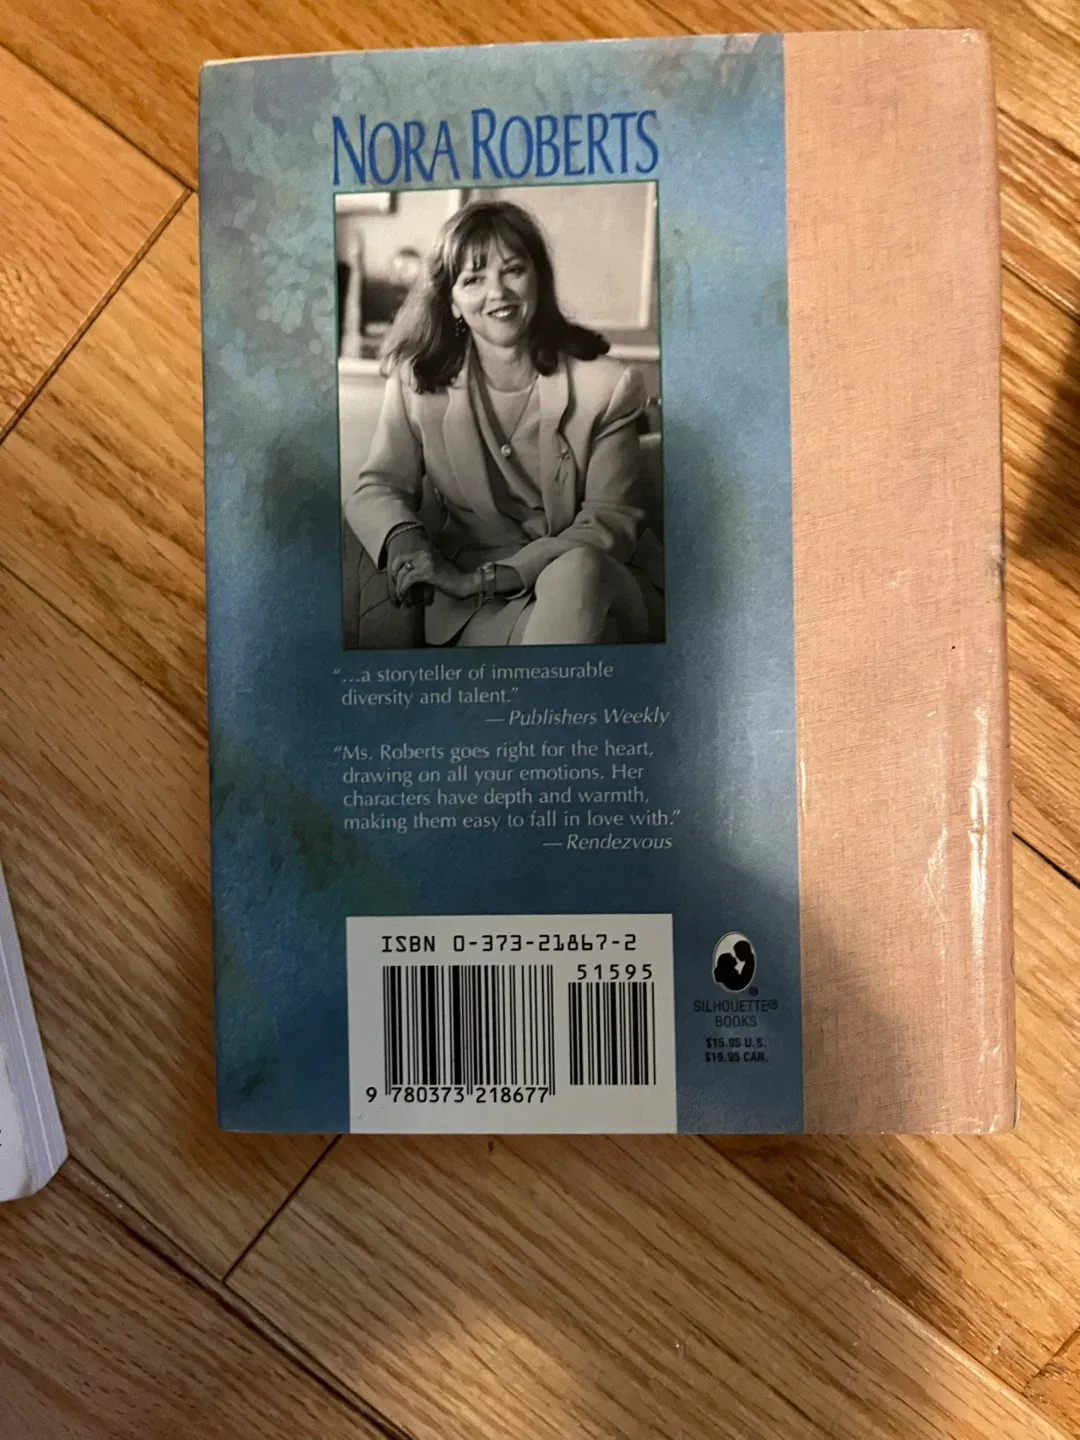 NORA ROBERTS
“...a storyteller of immeasurable
diversity and talent.”
— Publishers Weekly
“Ms. Roberts goes right for the heart,
drawing on all your emotions. Her
characters have depth and warmth,
making them easy to fall in love with.”
— Rendezvous
ISBN 0-373-21867-2
51595
9 780373 218677
SILHOUETTE®
BOOKS
$15.95 U.S.
$19.95 CAN.